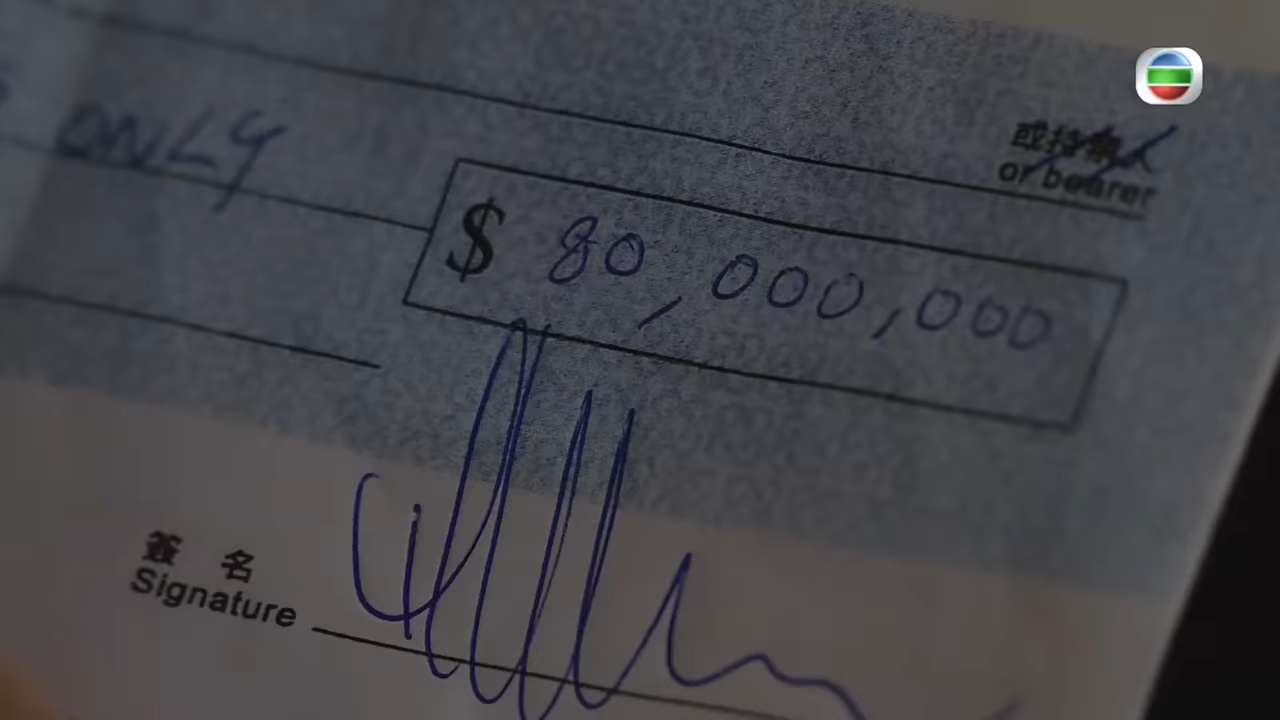 或持票人
or bearer
ONLY
$ 80,000,000
簽 名
Signature